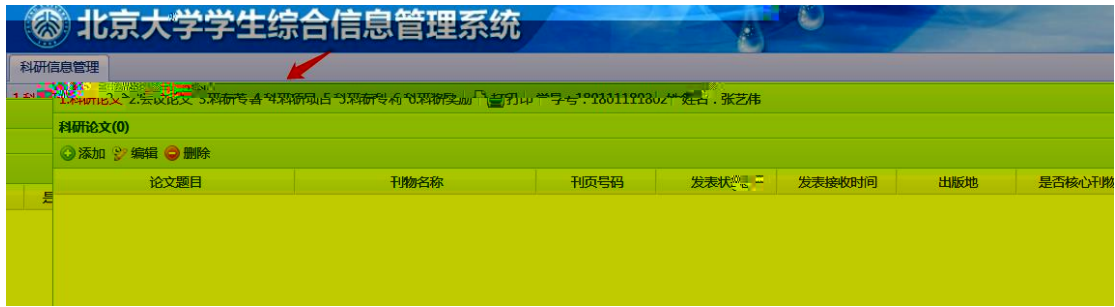 北京大学学生综合信息管理系统
科研信息管理
1.科研论文 2.会议论文 3.科研专著 4.科研项目 5.科研专利 6.科研奖励 打印 学号: 姓名:张艺伟
科研论文(0)
添加 编辑 删除
论文题目 刊物名称 刊页号码 发表状 发表接收时间 出版地 是否核心刊物
是